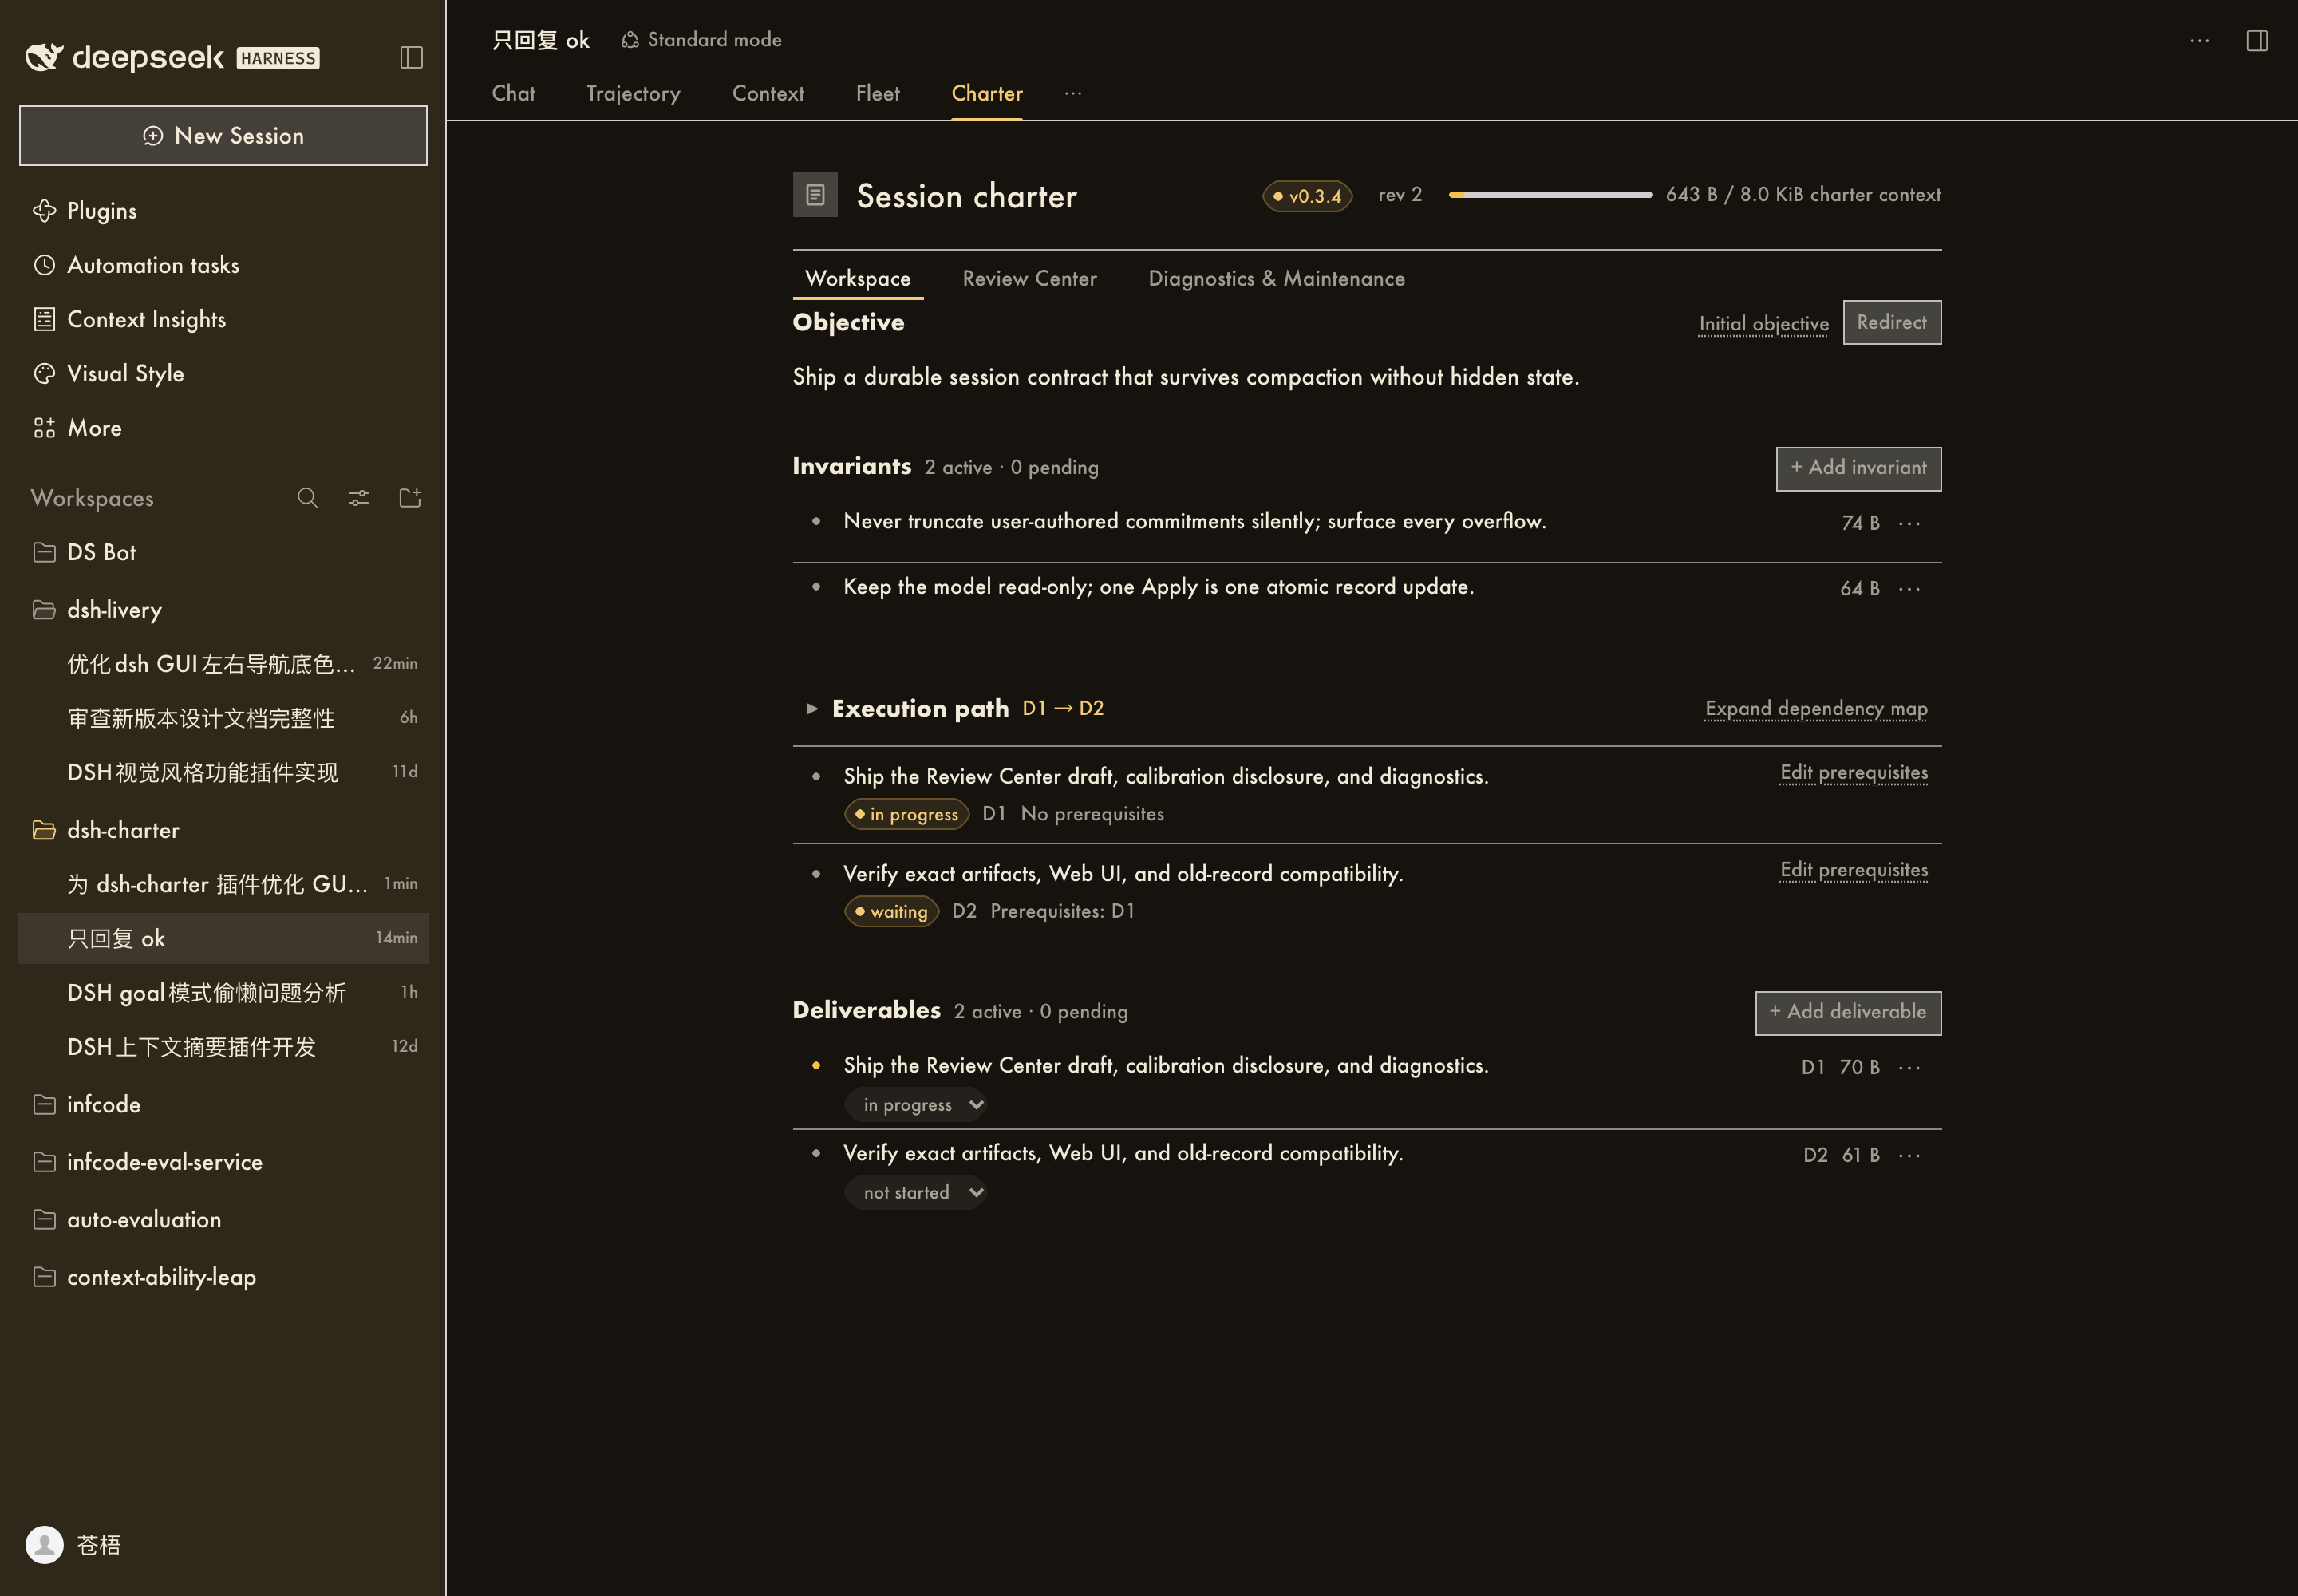 deepseek HARNESS
New Session
Plugins
Automation tasks
Context Insights
Visual Style
More
Workspaces
DS Bot
dsh-livery
优化 dsh GUI 左右导航底色... 22min
审查新版本设计文档完整性 6h
DSH 视觉风格功能插件实现 11d
dsh-charter
为 dsh-charter 插件优化 GU... 1min
只回复 ok 14min
DSH goal 模式偷懒问题分析 1h
DSH 上下文摘要插件开发 12d
infcode
infcode-eval-service
auto-evaluation
context-ability-leap
苍梧
只回复 ok Standard mode
Chat Trajectory Context Fleet Charter ...
Session charter v0.3.4 rev 2 643 B / 8.0 KiB charter context
Workspace Review Center Diagnostics & Maintenance
Objective Initial objective Redirect
Ship a durable session contract that survives compaction without hidden state.
Invariants 2 active · 0 pending + Add invariant
Never truncate user-authored commitments silently; surface every overflow. 74 B ...
Keep the model read-only; one Apply is one atomic record update. 64 B ...
Execution path D1 → D2 Expand dependency map
Ship the Review Center draft, calibration disclosure, and diagnostics. Edit prerequisites
in progress D1 No prerequisites
Verify exact artifacts, Web UI, and old-record compatibility. Edit prerequisites
waiting D2 Prerequisites: D1
Deliverables 2 active · 0 pending + Add deliverable
Ship the Review Center draft, calibration disclosure, and diagnostics. D1 70 B ...
in progress
Verify exact artifacts, Web UI, and old-record compatibility. D2 61 B ...
not started